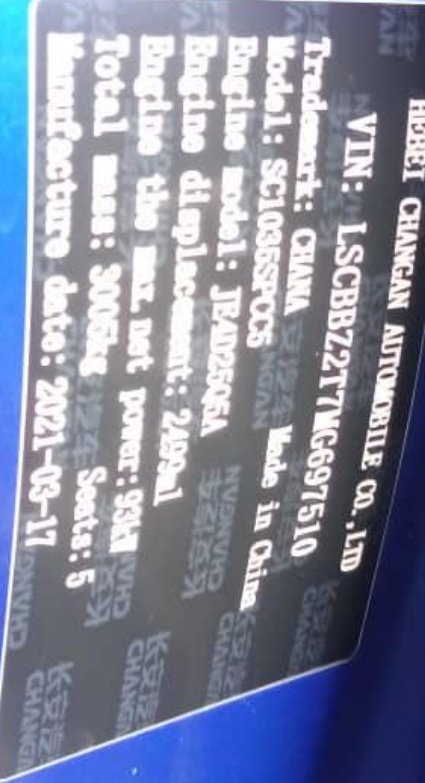 HEBEI CHANGAN AUTOMOBILE CO.,LTD
VIN: LSCBBZ2T7MG697510
Trademark: CHANA Made in China
Model: SC1036SPCC5
Engine model: JE4D25Q5A
Engine displacement: 2499ml
Engine the max.net power: 93kW
Total mass: 3005kg Seats: 5
Manufacture date: 2021-03-17